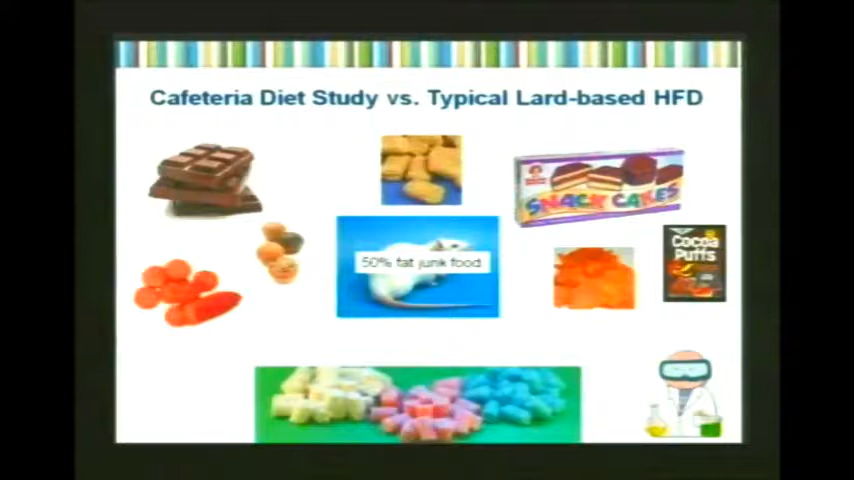 Cafeteria Diet Study vs. Typical Lard-based HFD
SNACK CAKES
50% fat junk food
Cocoa
Puffs